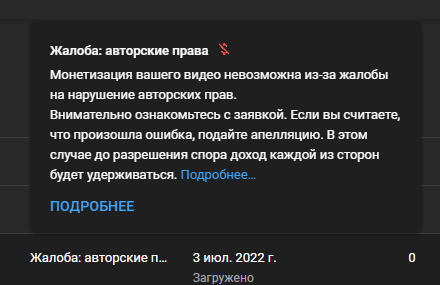 Жалоба: авторские права
Монетизация вашего видео невозможна из-за жалобы
на нарушение авторских прав.
Внимательно ознакомьтесь с заявкой. Если вы считаете,
что произошла ошибка, подайте апелляцию. В этом
случае до разрешения спора доход каждой из сторон
будет удерживаться. Подробнее…
ПОДРОБНЕЕ
Жалоба: авторские п… 3 июл. 2022 г. 0
Загружено